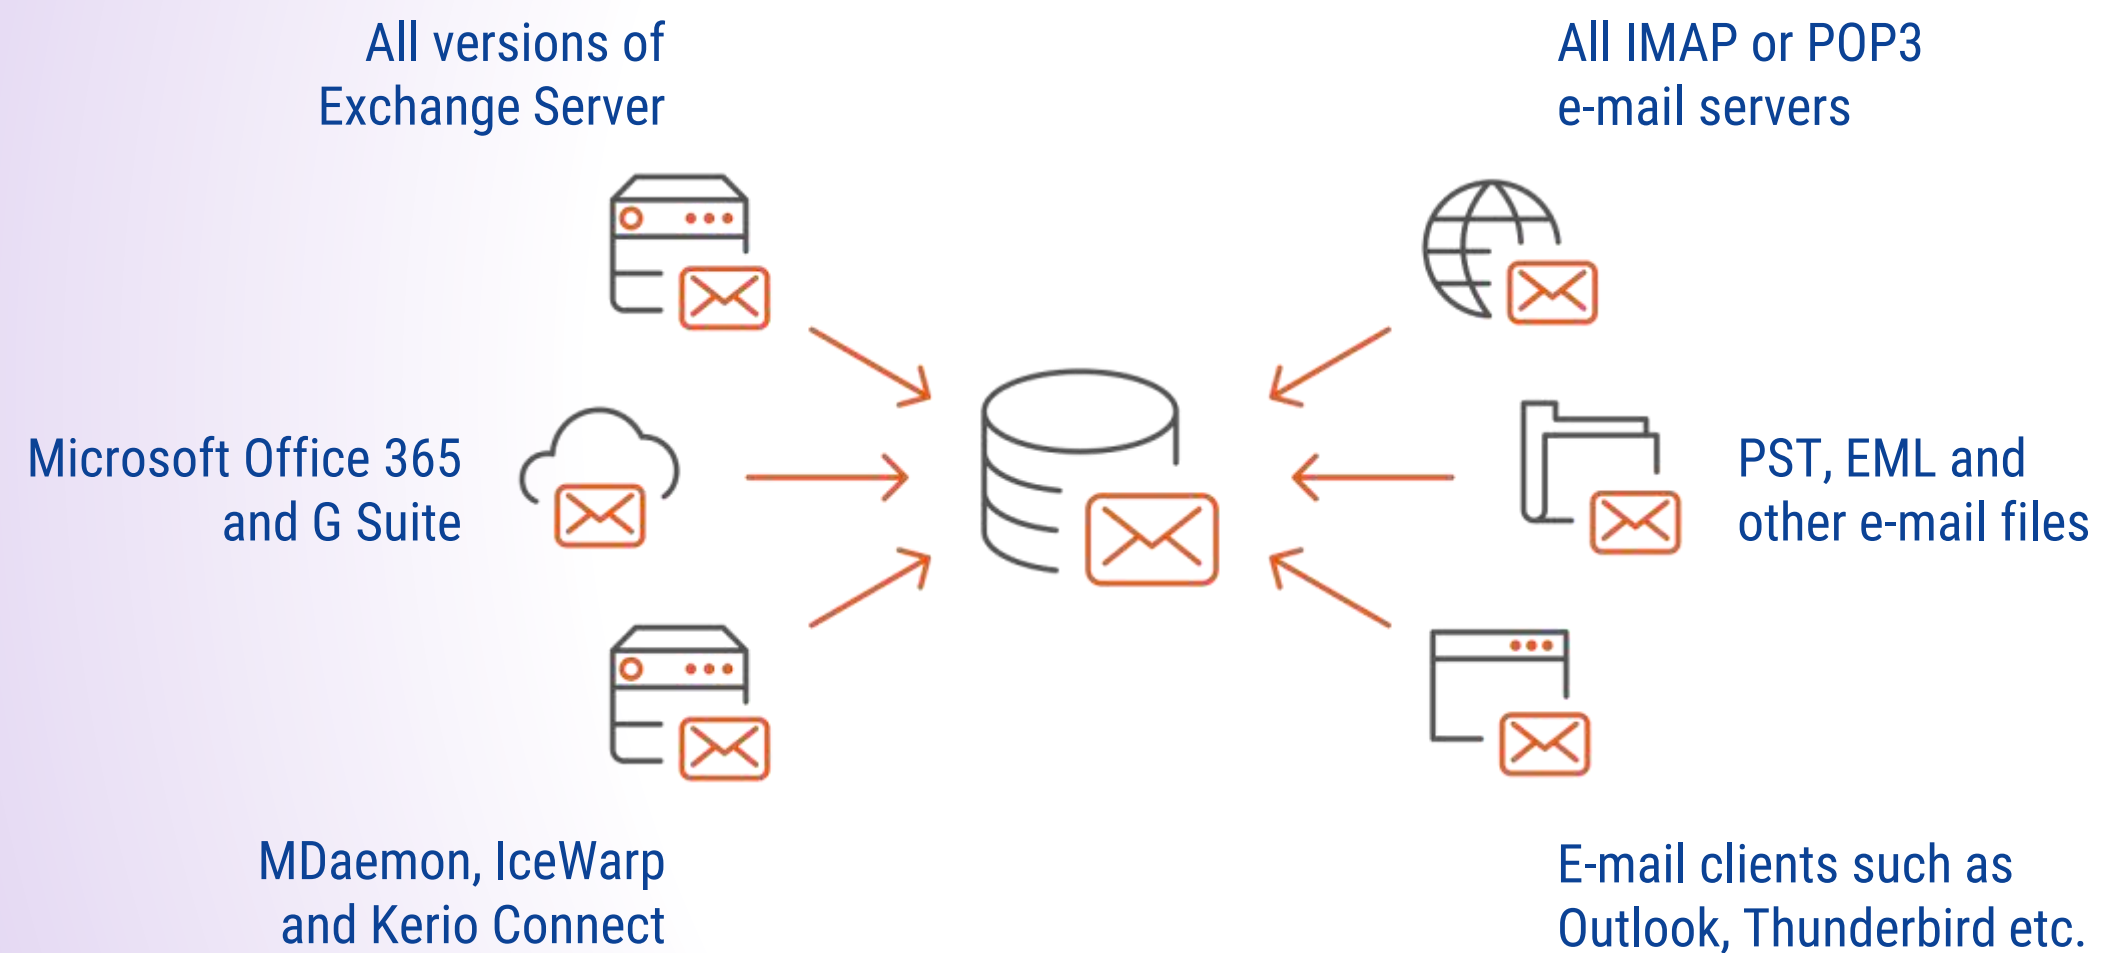 All versions of
Exchange Server
All IMAP or POP3
e-mail servers
Microsoft Office 365
and G Suite
PST, EML and
other e-mail files
MDaemon, IceWarp
and Kerio Connect
E-mail clients such as
Outlook, Thunderbird etc.